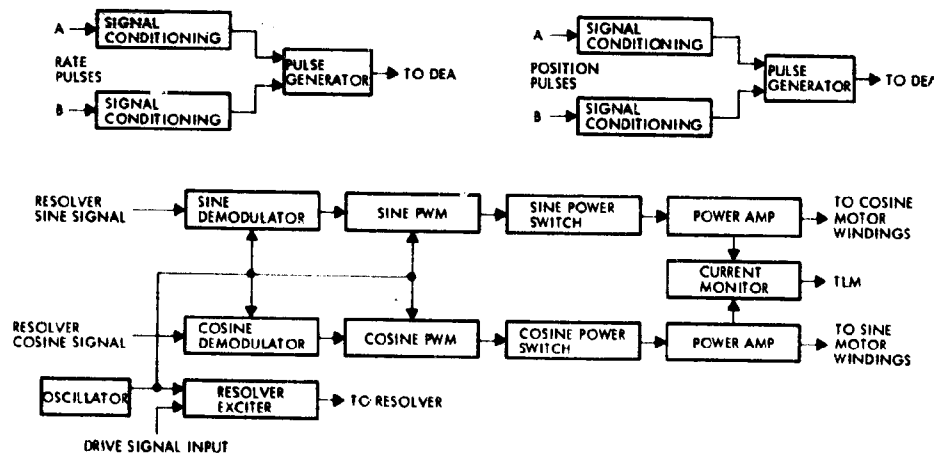 A
SIGNAL
CONDITIONING
RATE
PULSES
PULSE
GENERATOR
TO DEA
B
SIGNAL
CONDITIONING
A
SIGNAL
CONDITIONING
POSITION
PULSES
PULSE
GENERATOR
TO DEA
B
SIGNAL
CONDITIONING
RESOLVER
SINE SIGNAL
SINE
DEMODULATOR
SINE PWM
SINE POWER
SWITCH
POWER AMP
TO COSINE
MOTOR
WINDINGS
CURRENT
MONITOR
TLM
RESOLVER
COSINE SIGNAL
COSINE
DEMODULATOR
COSINE PWM
COSINE POWER
SWITCH
POWER AMP
TO SINE
MOTOR
WINDINGS
OSCILLATOR
RESOLVER
EXCITER
TO RESOLVER
DRIVE SIGNAL INPUT